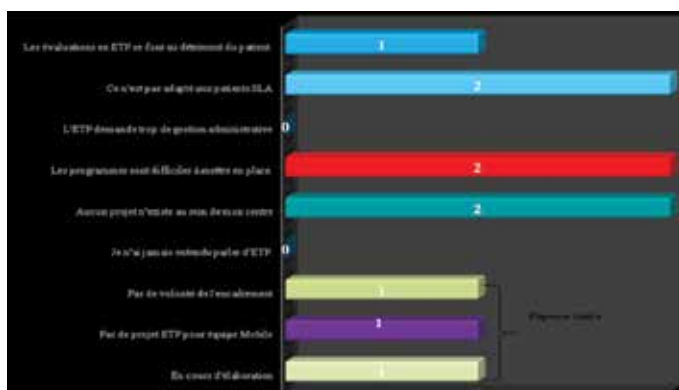 Les évaluations en ETP se font au détriment du patient
1
Ce n'est pas adapté aux patients SLA
2
L'ETP demande trop de gestion administrative
0
Les programmes sont difficiles à mettre en place
2
Aucun projet n'existe au sein de mon centre
2
Je n'ai jamais entendu parler d'ETP
0
Pas de volonté de l'encadrement
1
Pas de projet ETP pour équipe Mobile
1
En cours d'élaboration
1